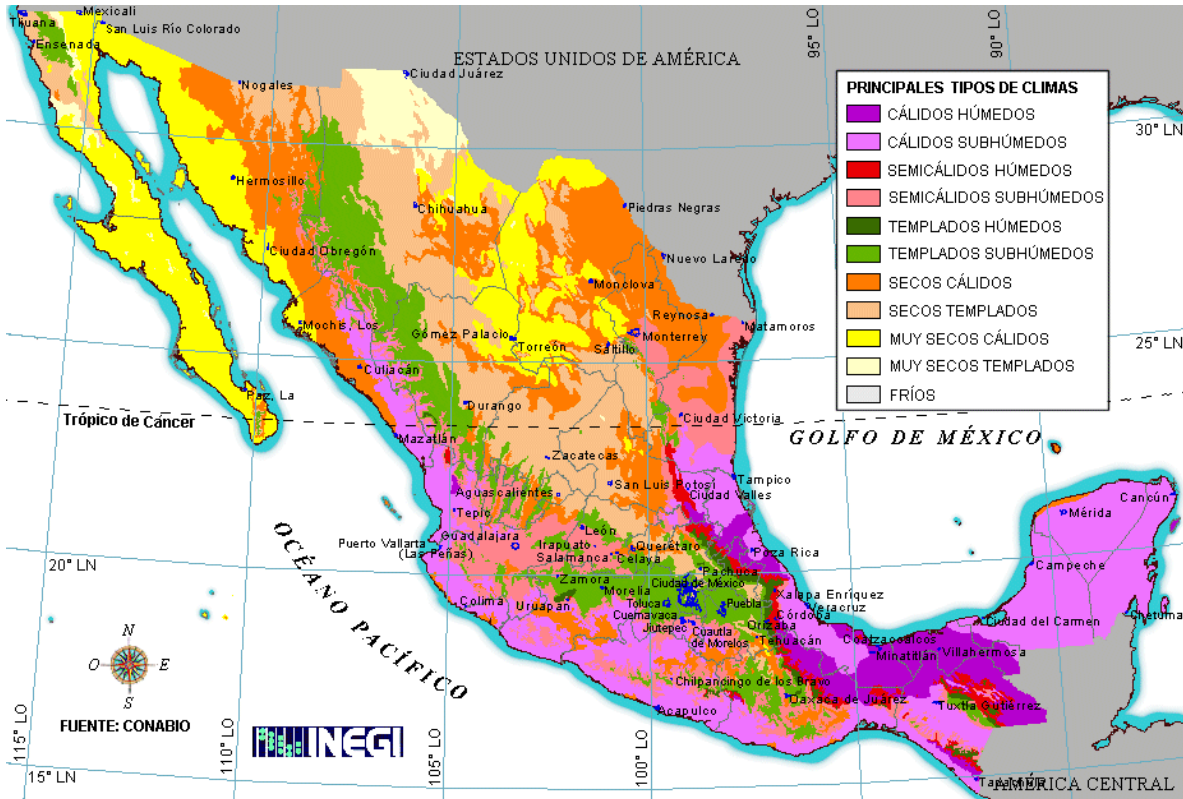 Tijuana
Mexicali
San Luis Río Colorado
Ensenada
ESTADOS UNIDOS DE AMÉRICA
95° LO
90° LO
Nogales
Ciudad Juárez
PRINCIPALES TIPOS DE CLIMAS
CÁLIDOS HÚMEDOS
CÁLIDOS SUBHÚMEDOS
SEMICÁLIDOS HÚMEDOS
SEMICÁLIDOS SUBHÚMEDOS
TEMPLADOS HÚMEDOS
TEMPLADOS SUBHÚMEDOS
SECOS CÁLIDOS
SECOS TEMPLADOS
MUY SECOS CÁLIDOS
MUY SECOS TEMPLADOS
FRÍOS
30° LN
25° LN
Hermosillo
Chihuahua
Piedras Negras
Ciudad Obregón
Nuevo Laredo
Monclova
Mochis, Los
Gómez Palacio
Torreón
Reynosa
Matamoros
Monterrey
Saltillo
Culiacán
Paz, La
Trópico de Cáncer
Durango
Ciudad Victoria
GOLFO DE MÉXICO
Mazatlán
Zacatecas
San Luis Potosí
Tampico
Ciudad Valles
Aguascalientes
Cancún
Mérida
Tepic
León
Puerto Vallarta
(Las Peñas)
Guadalajara
Irapuato
Salamanca
Querétaro
Celaya
Poza Rica
Campeche
20° LN
OCÉANO PACÍFICO
Zamora
Morelia
Pachuca
Ciudad de México
Colima
Uruapan
Toluca
Puebla
Xalapa Enríquez
Veracruz
Córdoba
Orizaba
Cuernavaca
Jiutepec
Cuautla
de Morelos
Tehuacán
Chetumal
Ciudad del Carmen
Coatzacoalcos
Minatitlán
Villahermosa
Chilpancingo de los Bravo
Oaxaca de Juárez
Tuxtla Gutiérrez
Acapulco
Tapachula
N
O
E
S
FUENTE: CONABIO
INEGI
115° LO
110° LO
105° LO
100° LO
15° LN
AMÉRICA CENTRAL